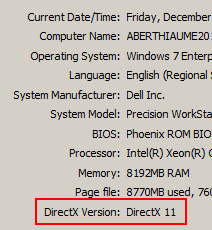 Current Date/Time: Friday, December
Computer Name: ABERTHIAUME20
Operating System: Windows 7 Enterp
Language: English (Regional S
System Manufacturer: Dell Inc.
System Model: Precision WorkSta
BIOS: Phoenix ROM BIO
Processor: Intel(R) Xeon(R) C
Memory: 8192MB RAM
Page file: 8770MB used, 760
DirectX Version: DirectX 11